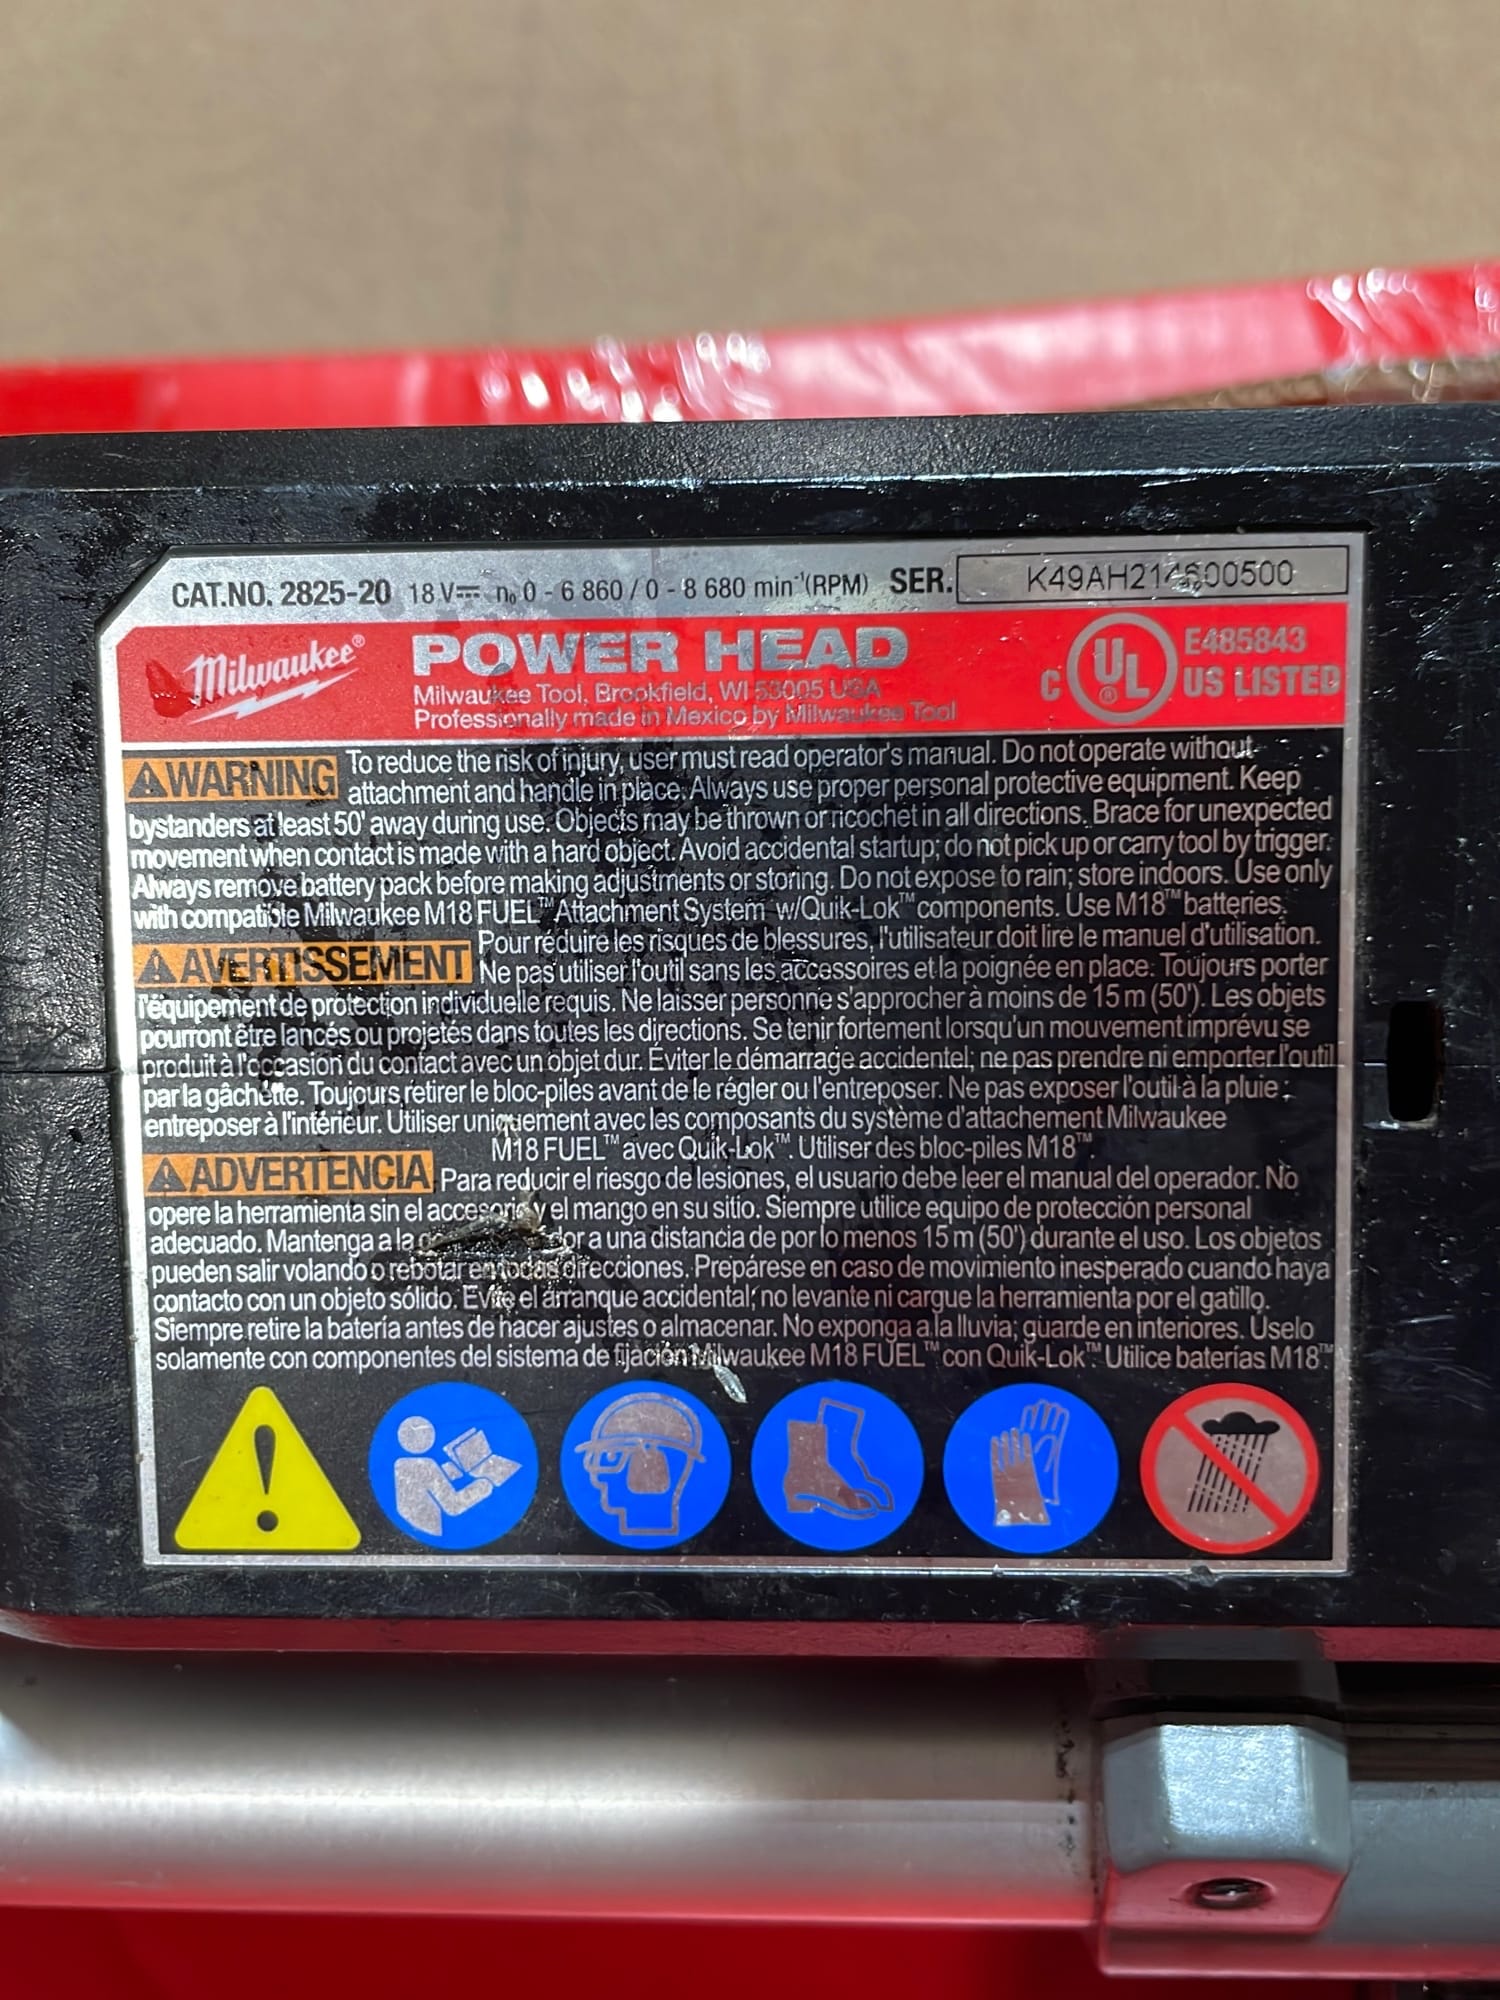 CAT.NO. 2825-20 18 V⎓ n₀ 0 - 6 860 / 0 - 8 680 min⁻¹(RPM) SER.
Milwaukee® POWER HEAD
Milwaukee Tool, Brookfield, WI 53005 USA
Professionally made in Mexico by Milwaukee Tool
C UL® US LISTED
E485843
⚠WARNING To reduce the risk of injury, user must read operator's manual. Do not operate without
attachment and handle in place. Always use proper personal protective equipment. Keep
bystanders at least 50' away during use. Objects may be thrown or ricochet in all directions. Brace for unexpected
movement when contact is made with a hard object. Avoid accidental startup; do not pick up or carry tool by trigger.
Always remove battery pack before making adjustments or storing. Do not expose to rain; store indoors. Use only
with compatible Milwaukee M18 FUEL™ Attachment System w/Quik-Lok™ components. Use M18™ batteries.
⚠AVERTISSEMENT Pour réduire les risques de blessures, l'utilisateur doit lire le manuel d'utilisation.
Ne pas utiliser l'outil sans les accessoires et la poignée en place. Toujours porter
l'équipement de protection individuelle requis. Ne laisser personne s'approcher à moins de 15 m (50'). Les objets
pourront être lancés ou projetés dans toutes les directions. Se tenir fortement lorsqu'un mouvement imprévu se
produit à l'occasion du contact avec un objet dur. Éviter le démarrage accidentel; ne pas prendre ni emporter l'outil
par la gâchette. Toujours retirer le bloc-piles avant de le régler ou l'entreposer. Ne pas exposer l'outil à la pluie ;
entreposer à l'intérieur. Utiliser uniquement avec les composants du système d'attachement Milwaukee
M18 FUEL™ avec Quik-Lok™. Utiliser des bloc-piles M18™.
⚠ADVERTENCIA Para reducir el riesgo de lesiones, el usuario debe leer el manual del operador. No
opere la herramienta sin el accesorio y el mango en su sitio. Siempre utilice equipo de protección personal
adecuado. Mantenga a la a una distancia de por lo menos 15 m (50') durante el uso. Los objetos
pueden salir volando o rebotar en todas direcciones. Prepárese en caso de movimiento inesperado cuando haya
contacto con un objeto sólido. Evite el arranque accidental; no levante ni cargue la herramienta por el gatillo.
Siempre retire la batería antes de hacer ajustes o almacenar. No exponga a la lluvia; guarde en interiores. Úselo
solamente con componentes del sistema de fijación Milwaukee M18 FUEL™ con Quik-Lok™. Utilice baterías M18™.